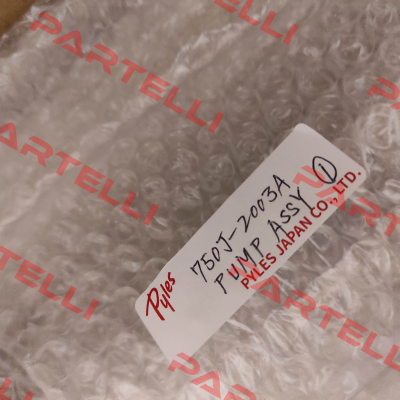 PARTELLI
PARTELLI
PARTELLI
Pyles
750J-2003A
PUMP ASSY ①
PYLES JAPAN CO., LTD.
PARTELLI
PARTELLI